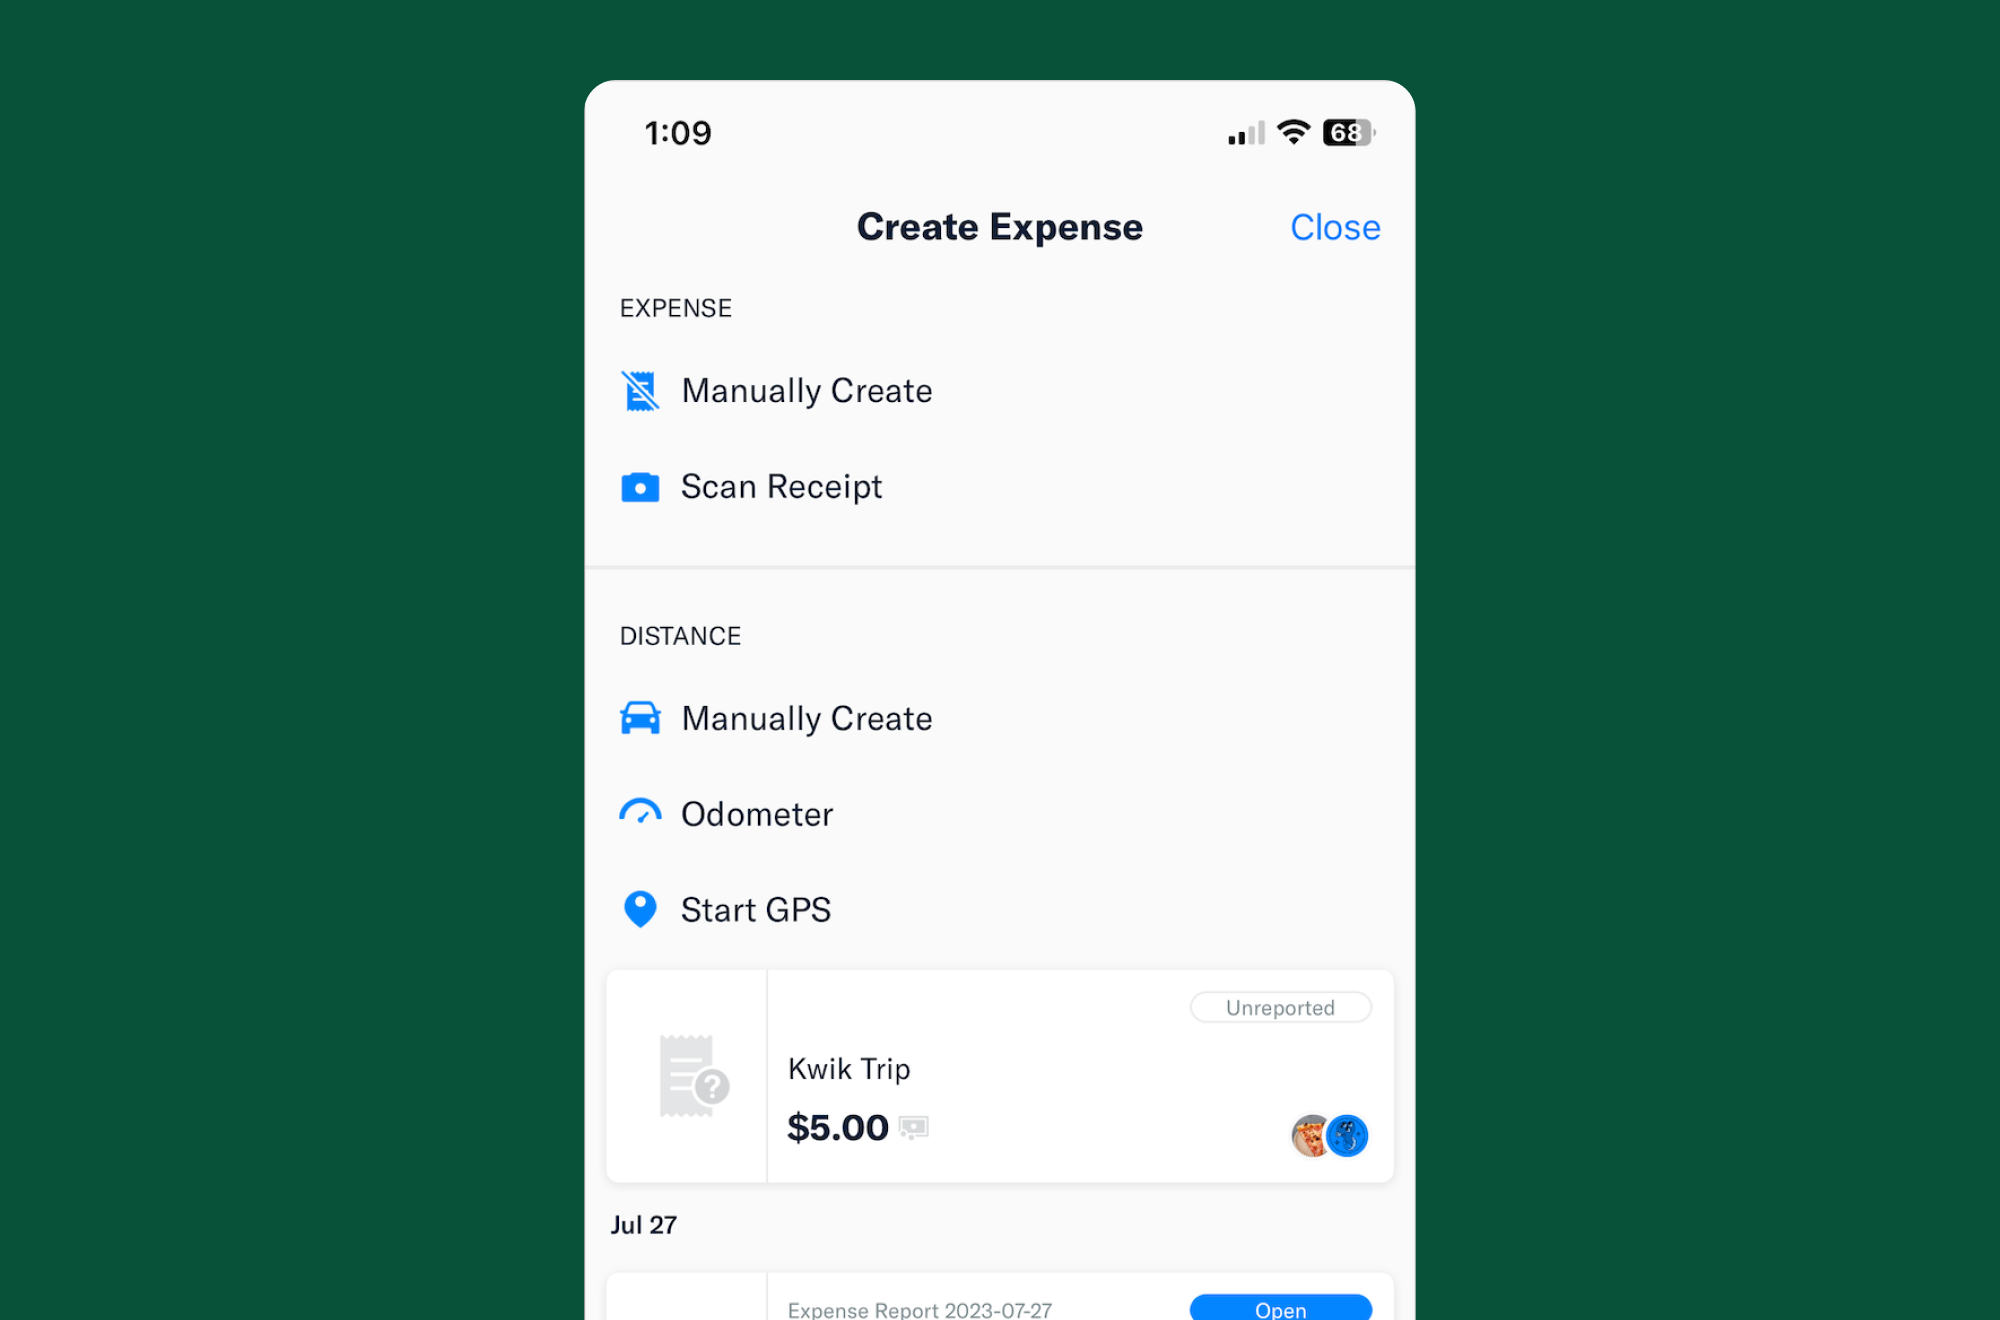 1:09
68
Create Expense
Close
EXPENSE
Manually Create
Scan Receipt
DISTANCE
Manually Create
Odometer
Start GPS
Unreported
Kwik Trip
$5.00
Jul 27
Expense Report 2023-07-27
Open